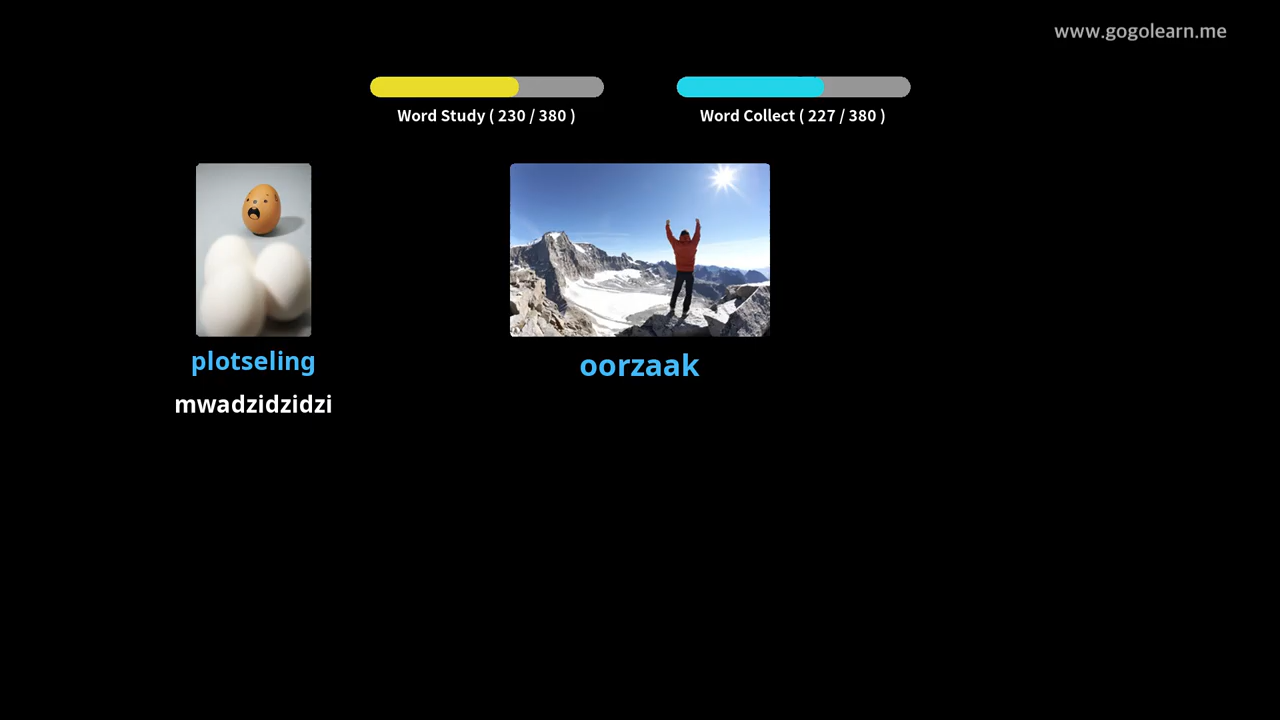 www.gogolearn.me
Word Study ( 230 / 380 )
Word Collect ( 227 / 380 )
plotseling
mwadzidzidzi
oorzaak